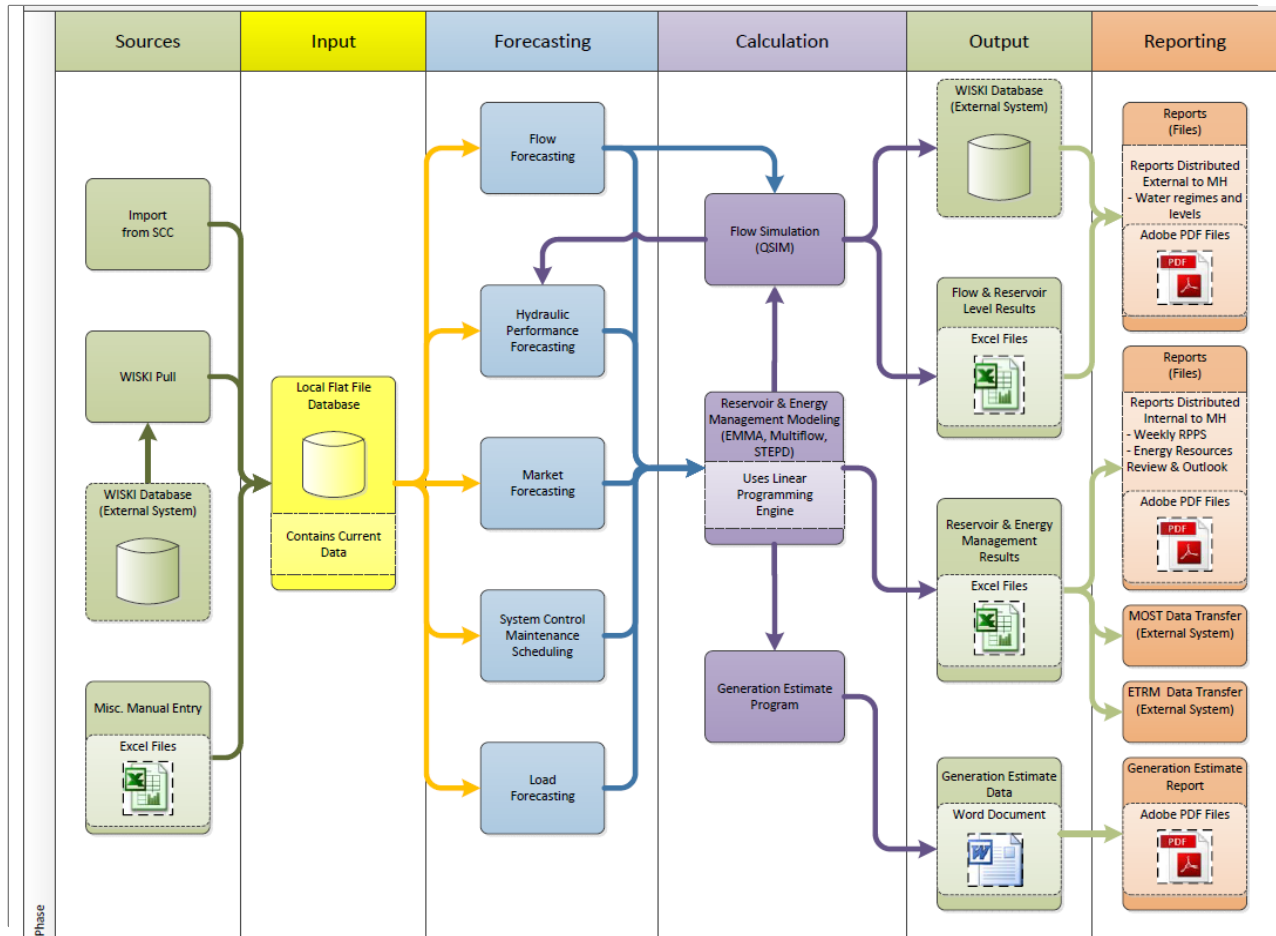 Sources
Input
Forecasting
Calculation
Output
Reporting
Import
from SCC
WISKI Pull
WISKI Database
(External System)
Misc. Manual Entry
Excel Files
Local Flat File
Database
Contains Current
Data
Flow
Forecasting
Hydraulic
Performance
Forecasting
Market
Forecasting
System Control
Maintenance
Scheduling
Load
Forecasting
Flow Simulation
(QSIM)
Reservoir & Energy
Management Modeling
(EMMA, Multiflow,
STEPD)
Uses Linear
Programming
Engine
Generation Estimate
Program
WISKI Database
(External System)
Flow & Reservoir
Level Results
Excel Files
Reservoir & Energy
Management
Results
Excel Files
Generation Estimate
Data
Word Document
Reports
(Files)
Reports Distributed
External to MH
- Water regimes and
levels
Adobe PDF Files
PDF
Reports
(Files)
Reports Distributed
Internal to MH
- Weekly RPPS
- Energy Resources
Review & Outlook
Adobe PDF Files
PDF
MOST Data Transfer
(External System)
ETRM  Data Transfer
(External System)
Generation Estimate
Report
Adobe PDF Files
PDF
Phase